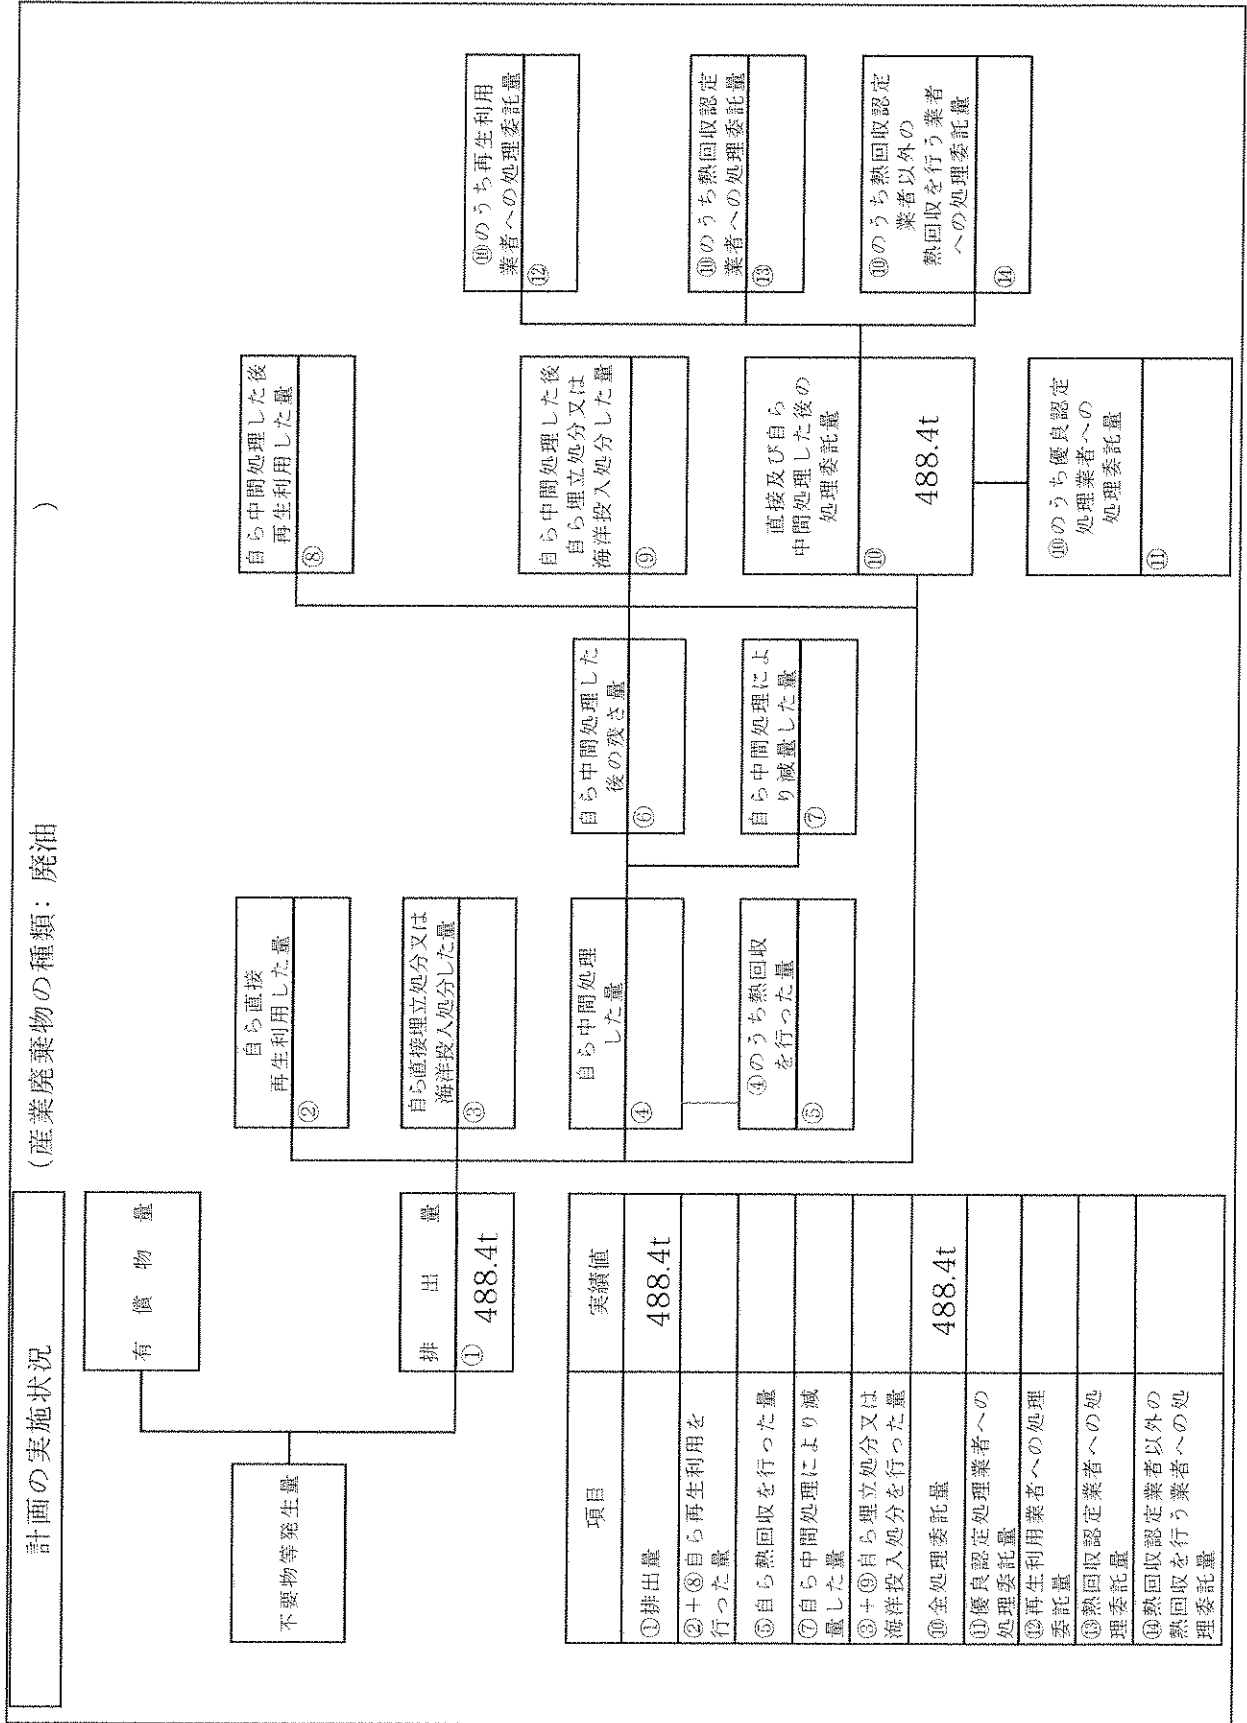 計画の実施状況
(産業廃棄物の種類: 廃油 )
不要物等発生量
有償物量
排出量
①
488.4t
自ら直接
再生利用した量
②
自ら直接埋立処分又は
海洋投入処分した量
③
自ら中間処理
した量
④
④のうち熱回収
を行った量
⑤
自ら中間処理した
後の残さ量
⑥
自ら中間処理によ
り減量した量
⑦
自ら中間処理した後
再生利用した量
⑧
自ら中間処理した後
自ら埋立処分又は
海洋投入処分した量
⑨
直接及び自ら
中間処理した後の
処理委託量
⑩
488.4t
⑩のうち優良認定
処理業者への
処理委託量
⑪
⑩のうち再生利用
業者への処理委託量
⑫
⑩のうち熱回収認定
業者への処理委託量
⑬
⑩のうち熱回収認定
業者以外の
熱回収を行う業者
への処理委託量
⑭
項目 実績値
①排出量 488.4t
②+⑧自ら再生利用を
行った量
⑤自ら熱回収を行った量
⑦自ら中間処理により減
量した量
③+⑨自ら埋立処分又は
海洋投入処分を行った量
⑩全処理委託量 488.4t
⑪優良認定処理業者への
処理委託量
⑫再生利用業者への処理
委託量
⑬熱回収認定業者への処
理委託量
⑭熱回収認定業者以外の
熱回収を行う業者への処
理委託量